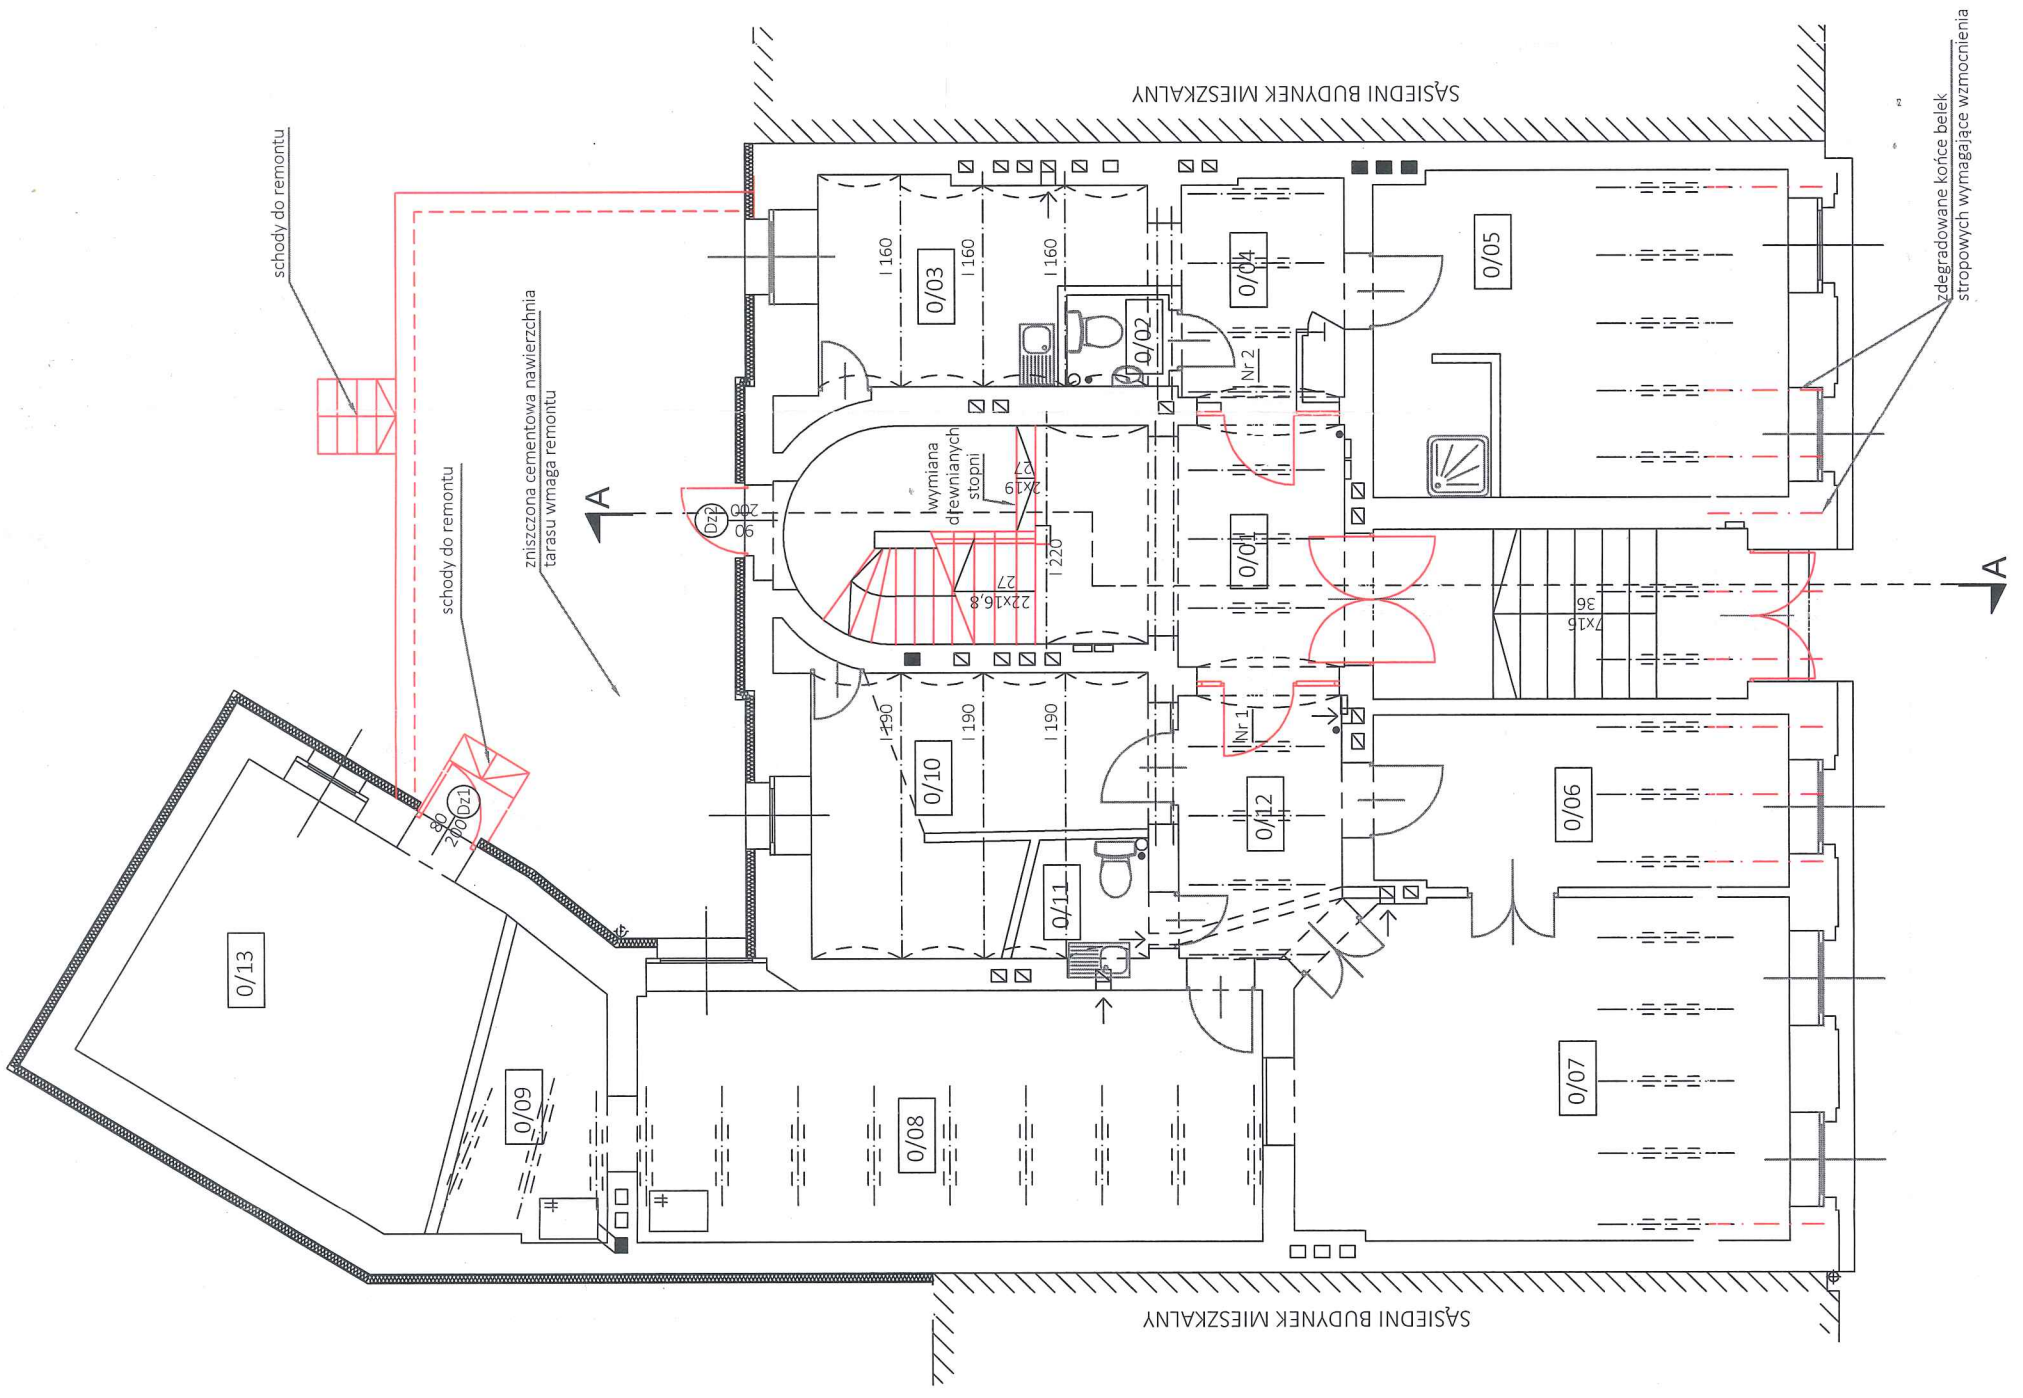 schody do remontu
schody do remontu
zniszczona cementowa nawierzchnia
tarasu wmaga remontu
SĄSIEDNI BUDYNEK MIESZKALNY
zdegradowane końce belek
stropowych wymagające wzmocnienia
A
Dz2
90
200
Dz1
80
200
wymiana
drewnianych
stopni
2x19
27
22x16,8
27
I 220
I 160
I 160
I 160
0/03
0/02
0/04
Nr 2
0/05
0/01
7x16
36
A
I 190
I 190
I 190
0/10
0/11
0/12
Nr 1
0/06
0/13
0/09
0/08
0/07
SĄSIEDNI BUDYNEK MIESZKALNY